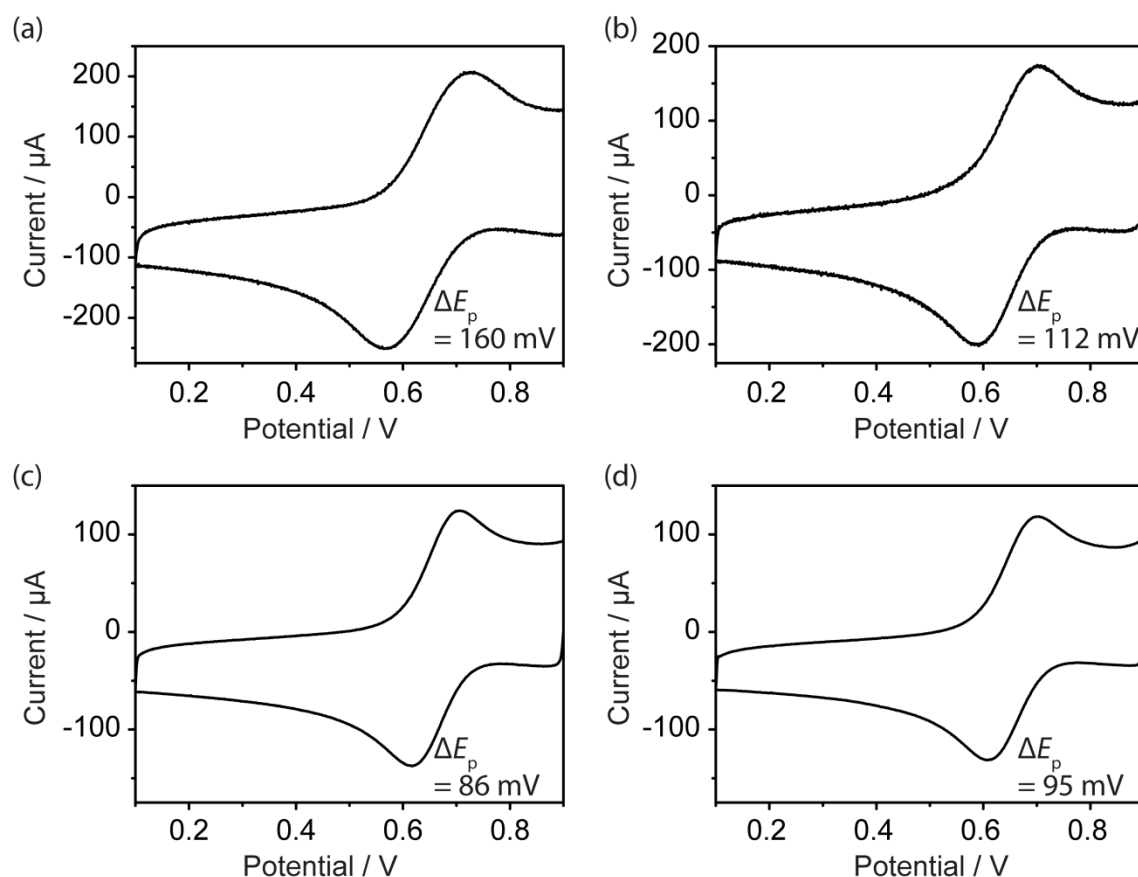 (a)
200
100
0
-100
-200
Current / µA
0.2 0.4 0.6 0.8
Potential / V
ΔEp
= 160 mV
(b)
200
100
0
-100
-200
Current / µA
0.2 0.4 0.6 0.8
Potential / V
ΔEp
= 112 mV
(c)
100
0
-100
Current / µA
0.2 0.4 0.6 0.8
Potential / V
ΔEp
= 86 mV
(d)
100
0
-100
Current / µA
0.2 0.4 0.6 0.8
Potential / V
ΔEp
= 95 mV